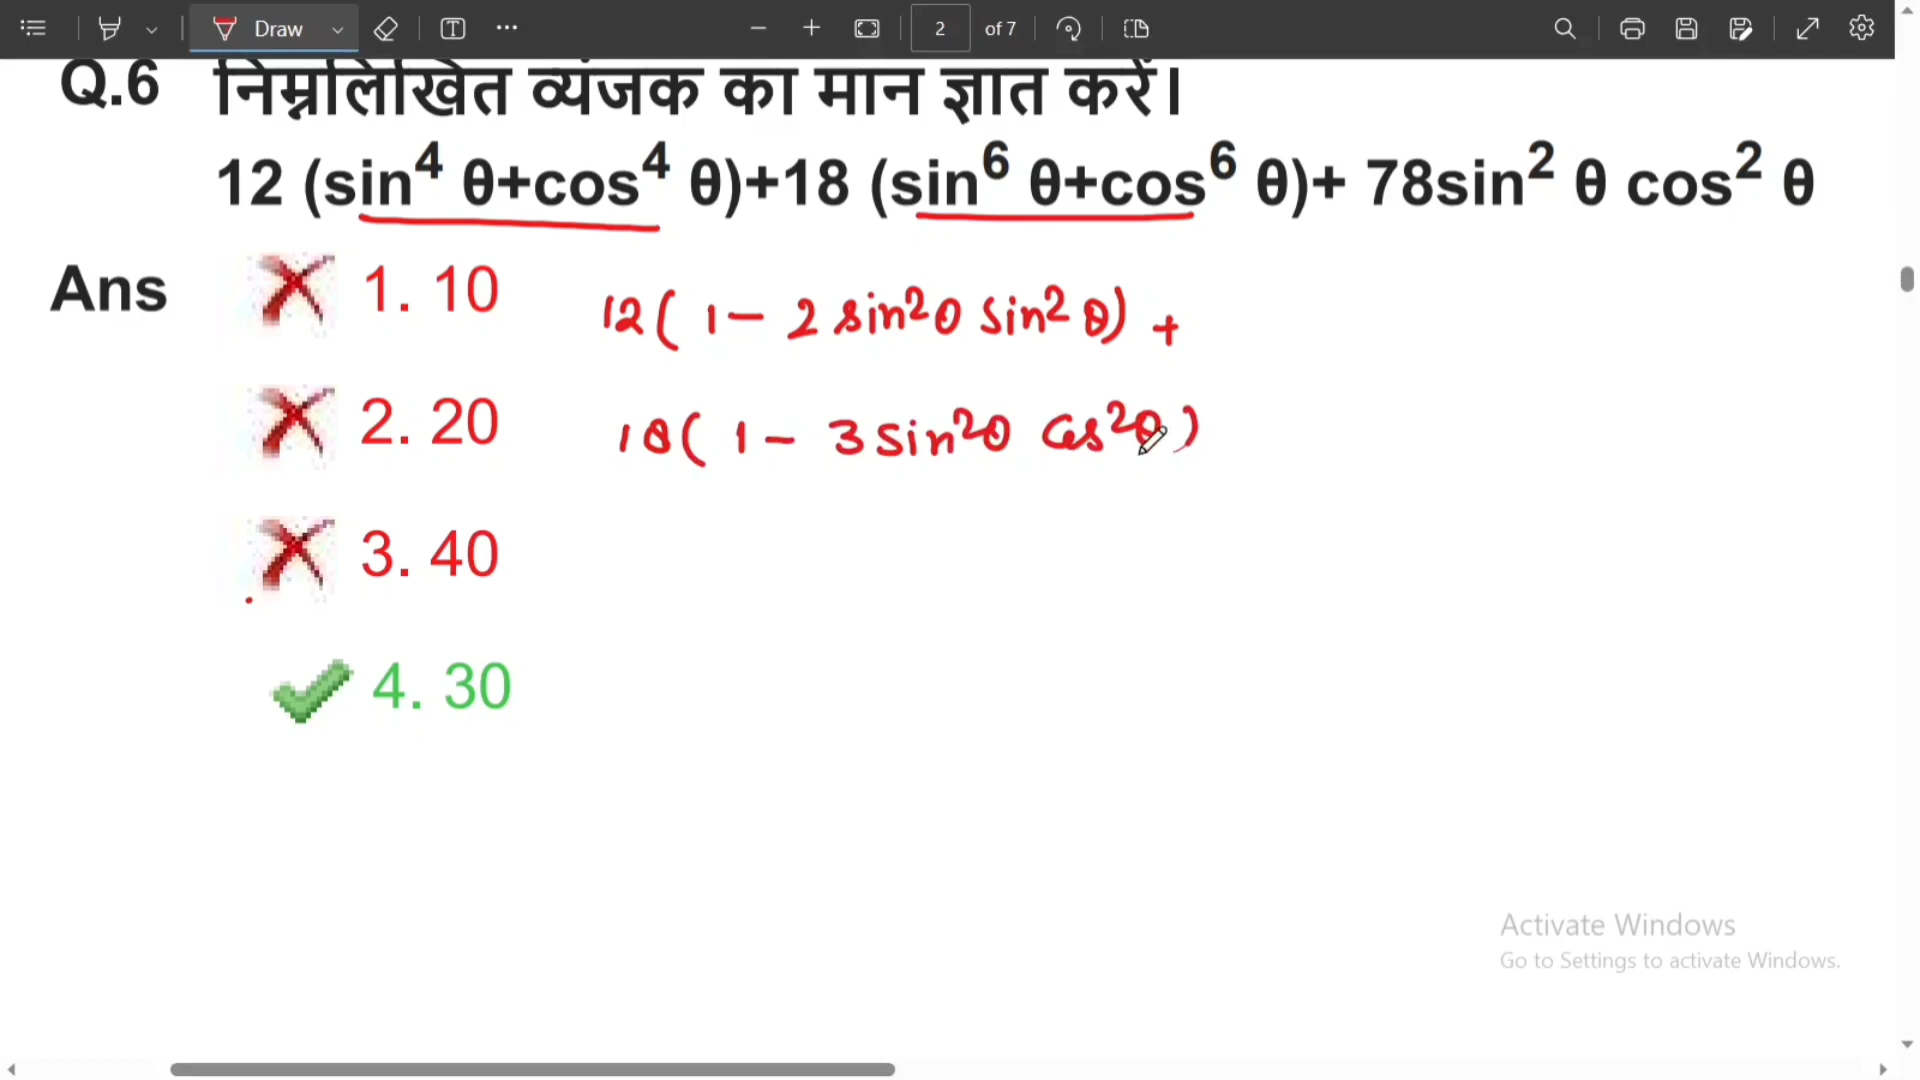 Draw
2 of 7
Q.6 निम्नलिखित व्यंजक का मान ज्ञात करें।
12 (sin⁴ θ+cos⁴ θ)+18 (sin⁶ θ+cos⁶ θ)+ 78sin² θ cos² θ
Ans 1. 10
12( 1 - 2 sin²θ sin² θ) +
2. 20
18( 1 - 3 sin²θ cos²θ )
3. 40
4. 30
Activate Windows
Go to Settings to activate Windows.